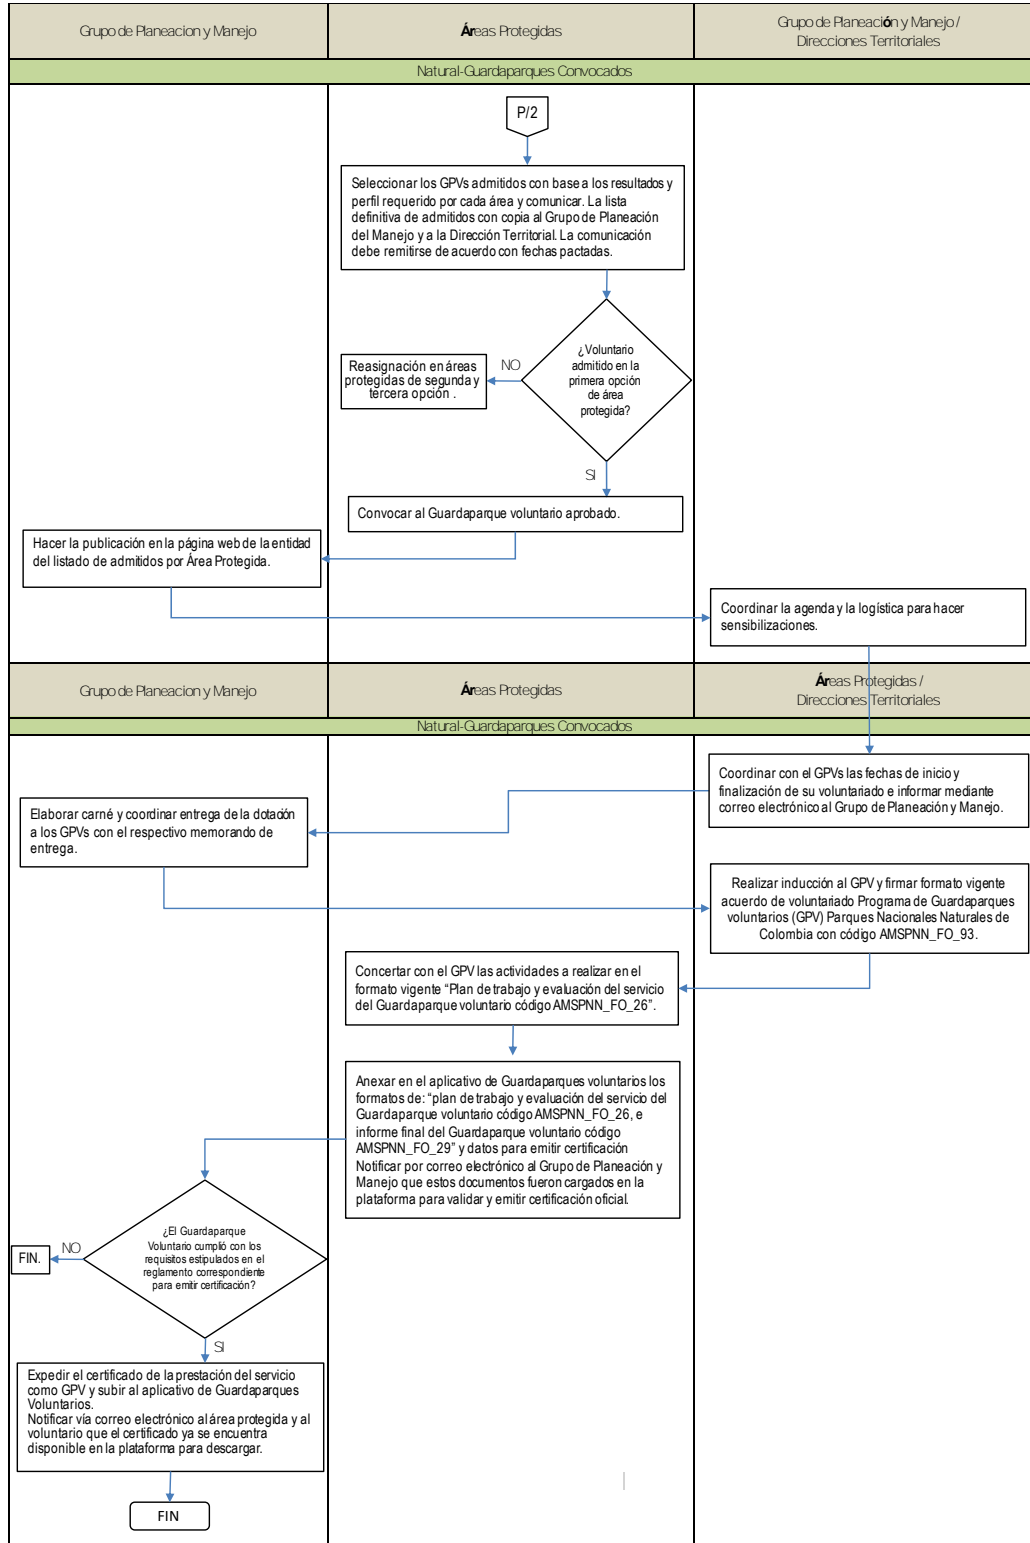 Grupo de Planeacion y Manejo
Áreas Protegidas
Grupo de Planeación y Manejo /
Direcciones Territoriales
Natural-Guardaparques Convocados
P/2
Seleccionar los GPVs admitidos con base a los resultados y
perfil requerido por cada área y comunicar. La lista
definitiva de admitidos con copia al Grupo de Planeación
del Manejo y a la Dirección Territorial. La comunicación
debe remitirse de acuerdo con fechas pactadas.
¿Voluntario
admitido en la
primera opción
de área
protegida?
NO
Reasignación en áreas
protegidas de segunda y
tercera opción .
SI
Convocar al Guardaparque voluntario aprobado.
Hacer la publicación en la página web de la entidad
del listado de admitidos por Área Protegida.
Coordinar la agenda y la logística para hacer
sensibilizaciones.
Grupo de Planeacion y Manejo
Áreas Protegidas
Áreas Protegidas /
Direcciones Territoriales
Natural-Guardaparques Convocados
Coordinar con el GPVs las fechas de inicio y
finalización de su voluntariado e informar mediante
correo electrónico al Grupo de Planeación y Manejo.
Elaborar carné y coordinar entrega de la dotación
a los GPVs con el respectivo memorando de
entrega.
Realizar inducción al GPV y firmar formato vigente
acuerdo de voluntariado Programa de Guardaparques
voluntarios (GPV) Parques Nacionales Naturales de
Colombia con código AMSPNN_FO_93.
Concertar con el GPV las actividades a realizar en el
formato vigente “Plan de trabajo y evaluación del servicio
del Guardaparque voluntario código AMSPNN_FO_26”.
Anexar en el aplicativo de Guardaparques voluntarios los
formatos de: “plan de trabajo y evaluación del servicio del
Guardaparque voluntario código AMSPNN_FO_26, e
informe final del Guardaparque voluntario código
AMSPNN_FO_29” y datos para emitir certificación
Notificar por correo electrónico al Grupo de Planeación y
Manejo que estos documentos fueron cargados en la
plataforma para validar y emitir certificación oficial.
¿El Guardaparque
Voluntario cumplió con los
requisitos estipulados en el
reglamento correspondiente
para emitir certificación?
NO
FIN.
SI
Expedir el certificado de la prestación del servicio
como GPV y subir al aplicativo de Guardaparques
Voluntarios.
Notificar vía correo electrónico al área protegida y al
voluntario que el certificado ya se encuentra
disponible en la plataforma para descargar.
FIN